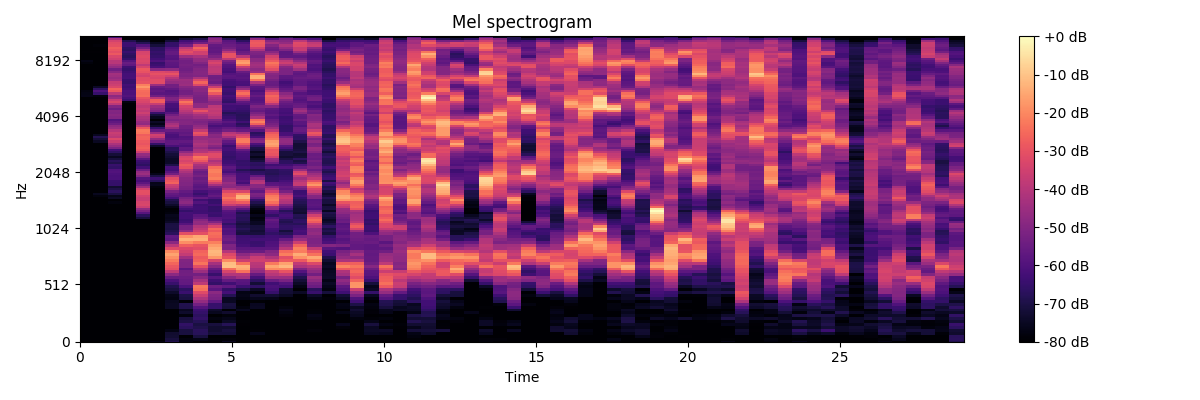 Mel spectrogram
8192
4096
2048
1024
512
0
Hz
0 5 10 15 20 25
Time
+0 dB
-10 dB
-20 dB
-30 dB
-40 dB
-50 dB
-60 dB
-70 dB
-80 dB